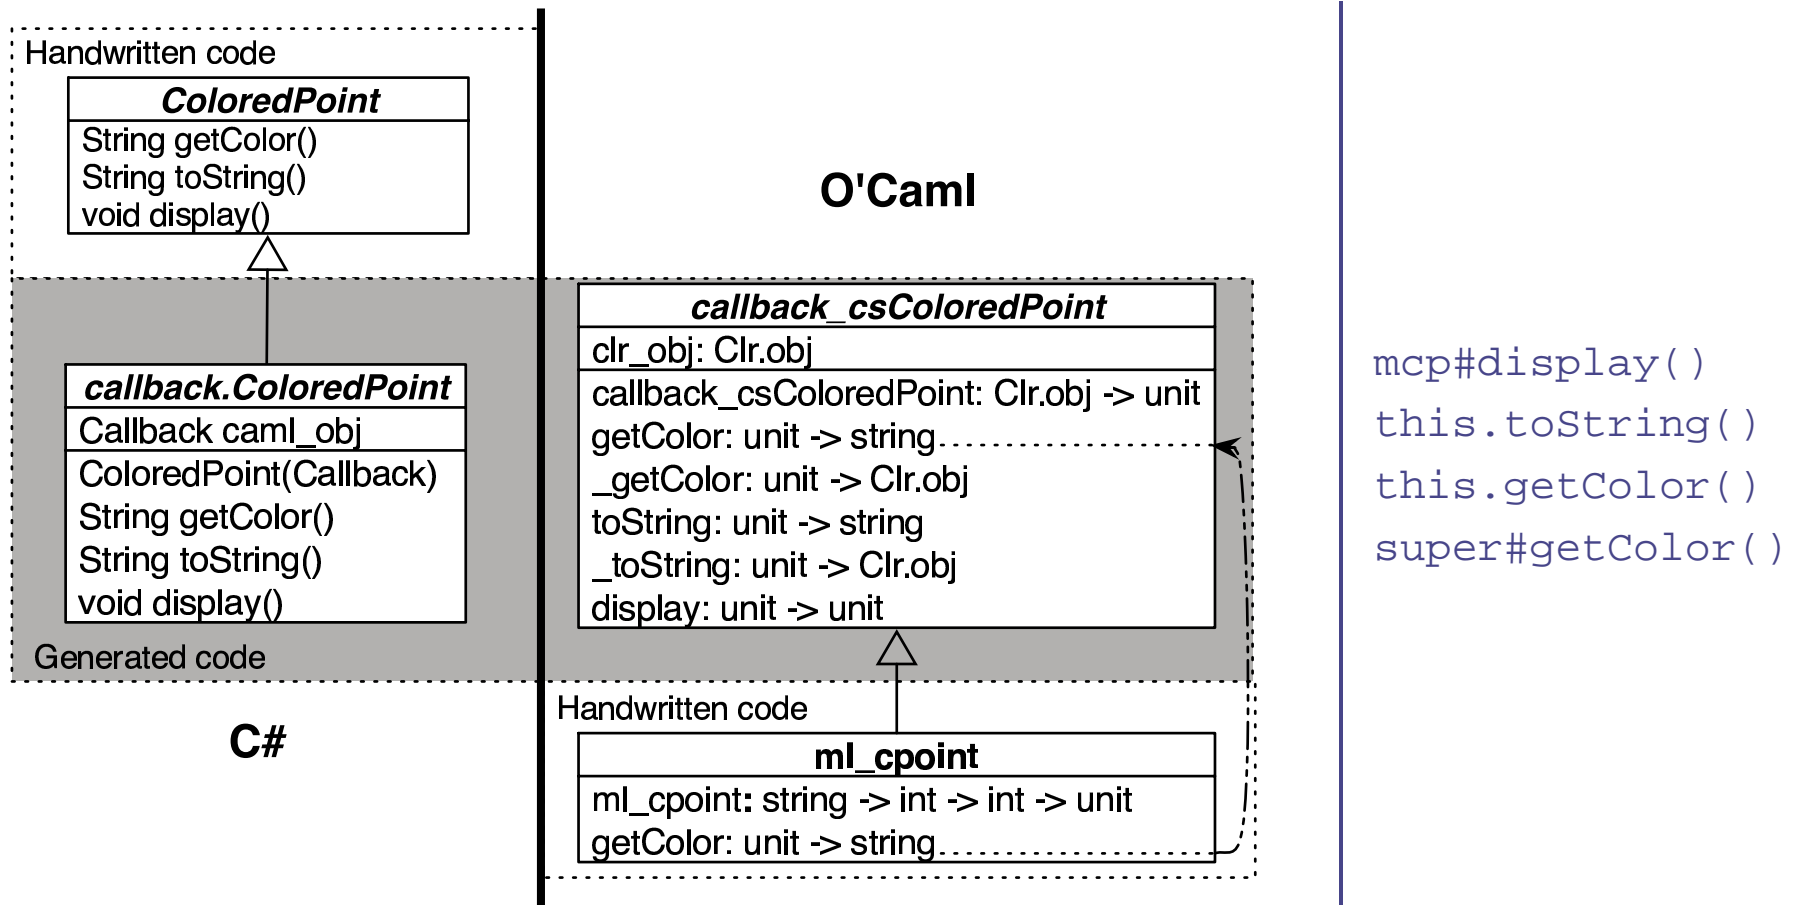 Handwritten code
ColoredPoint
String getColor()
String toString()
void display()
callback.ColoredPoint
Callback caml_obj
ColoredPoint(Callback)
String getColor()
String toString()
void display()
Generated code
C#
O'Caml
callback_csColoredPoint
clr_obj: Clr.obj
callback_csColoredPoint: Clr.obj -> unit
getColor: unit -> string
_getColor: unit -> Clr.obj
toString: unit -> string
_toString: unit -> Clr.obj
display: unit -> unit
Handwritten code
ml_cpoint
ml_cpoint: string -> int -> int -> unit
getColor: unit -> string
mcp#display()
this.toString()
this.getColor()
super#getColor()